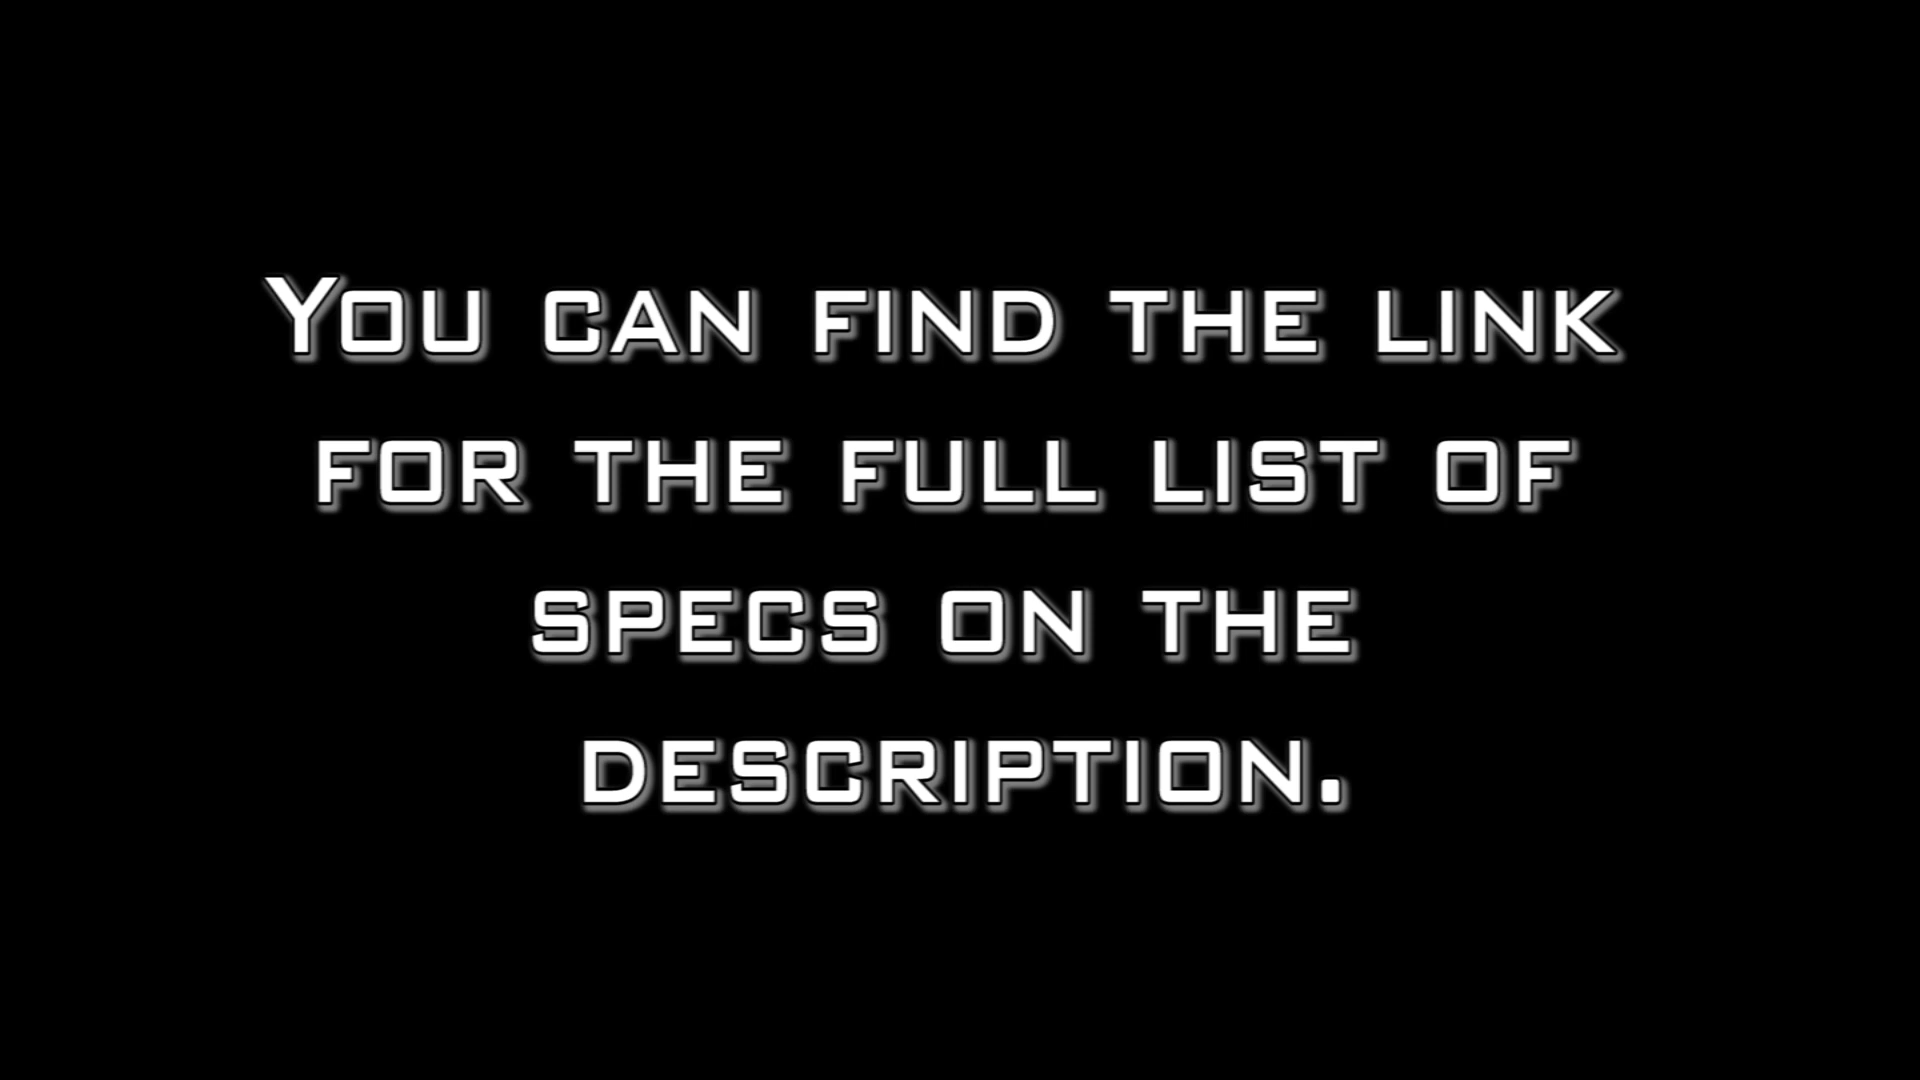 You can find the link
for the full list of
specs on the
description.